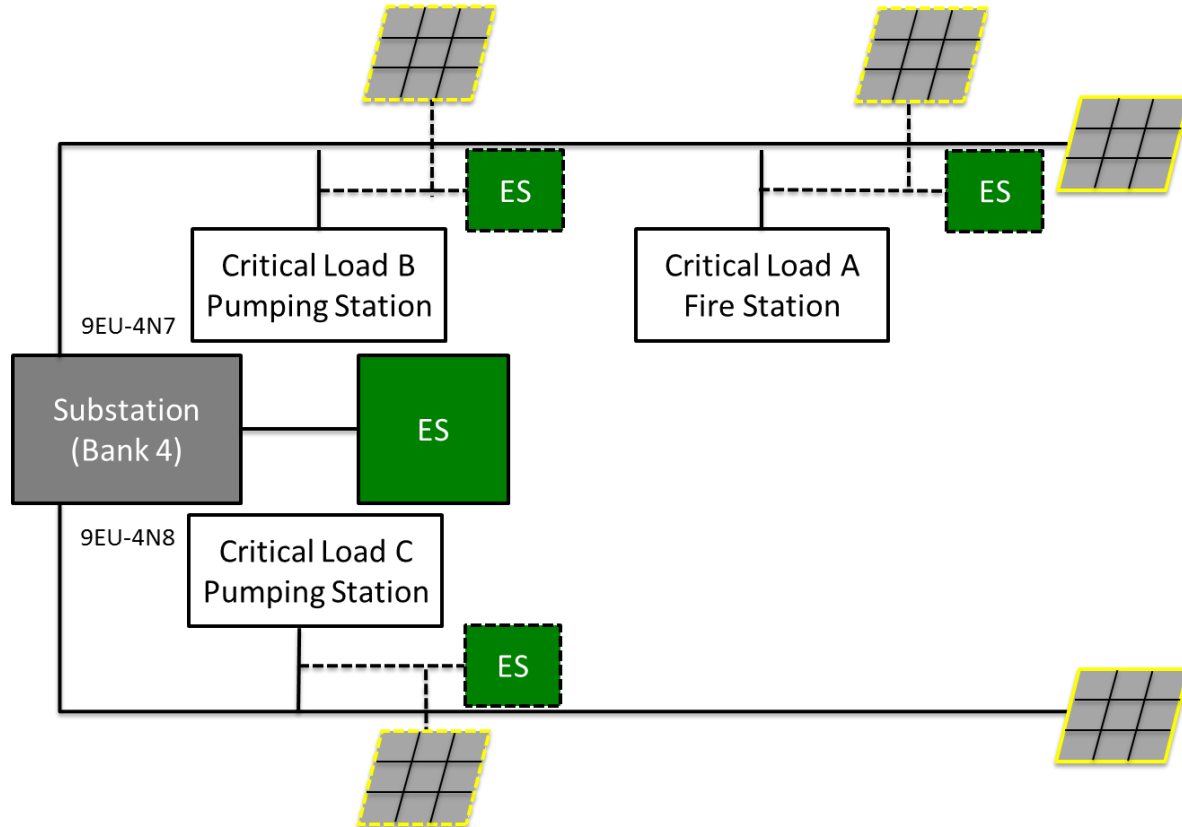 ES
ES
Critical Load B
Pumping Station
Critical Load A
Fire Station
9EU-4N7
Substation
(Bank 4)
ES
9EU-4N8
Critical Load C
Pumping Station
ES